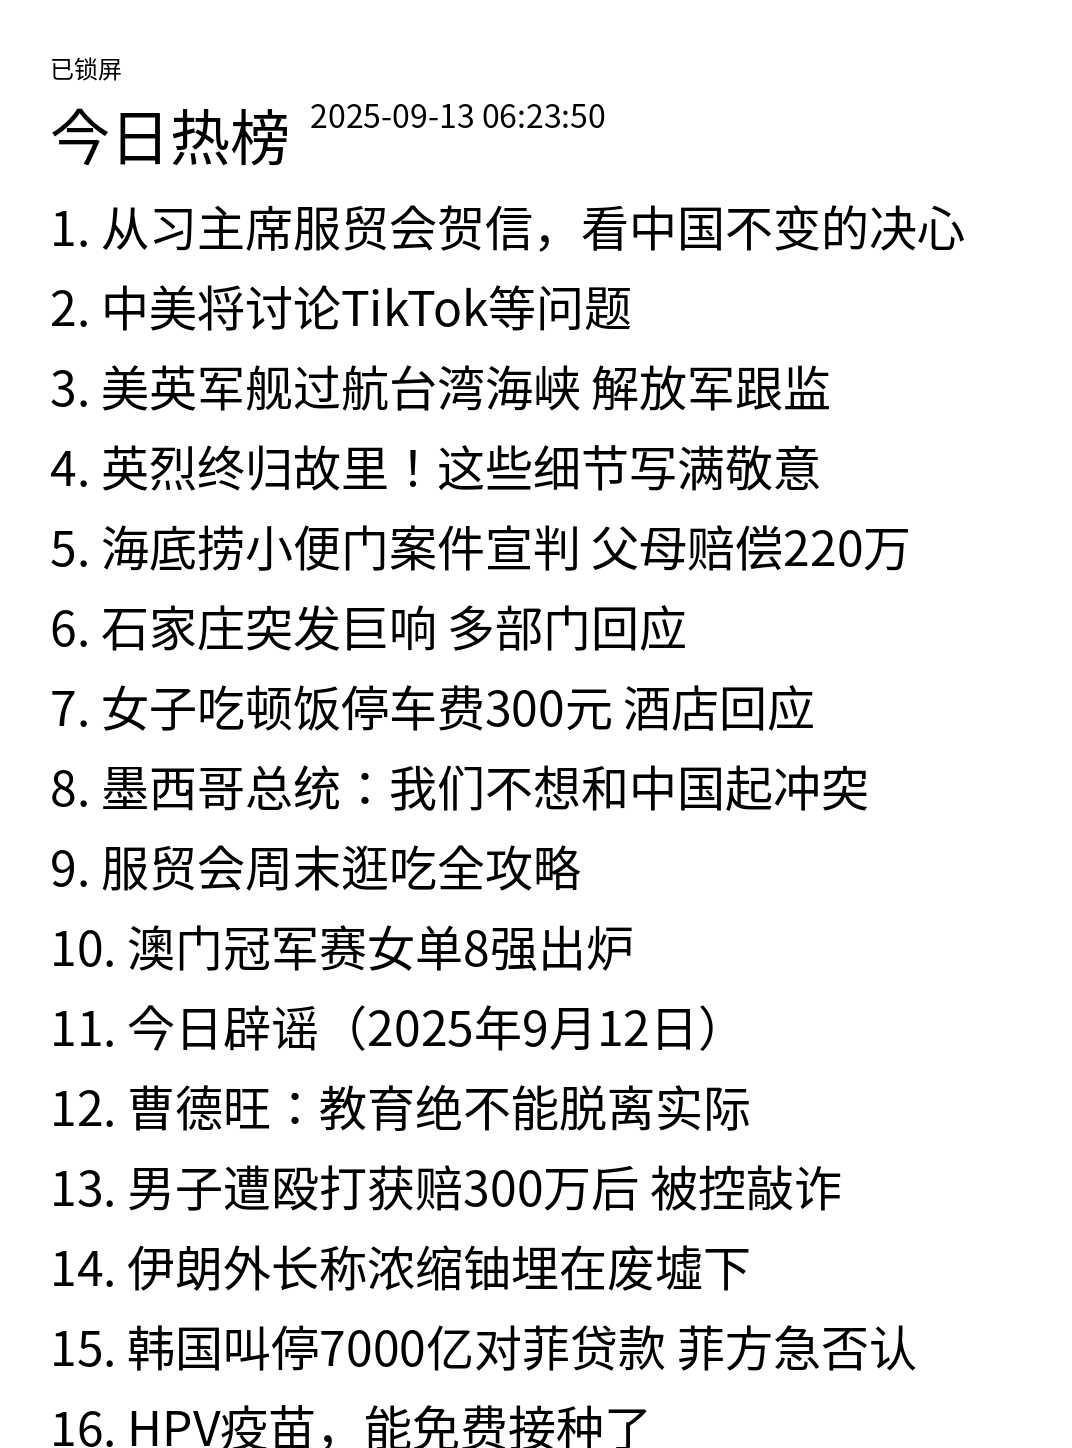 已锁屏
今日热榜 2025-09-13 06:23:50
1. 从习主席服贸会贺信，看中国不变的决心
2. 中美将讨论TikTok等问题
3. 美英军舰过航台湾海峡 解放军跟监
4. 英烈终归故里！这些细节写满敬意
5. 海底捞小便门案件宣判 父母赔偿220万
6. 石家庄突发巨响 多部门回应
7. 女子吃顿饭停车费300元 酒店回应
8. 墨西哥总统：我们不想和中国起冲突
9. 服贸会周末逛吃全攻略
10. 澳门冠军赛女单8强出炉
11. 今日辟谣（2025年9月12日）
12. 曹德旺：教育绝不能脱离实际
13. 男子遭殴打获赔300万后 被控敲诈
14. 伊朗外长称浓缩铀埋在废墟下
15. 韩国叫停7000亿对菲贷款 菲方急否认
16. HPV疫苗，能免费接种了